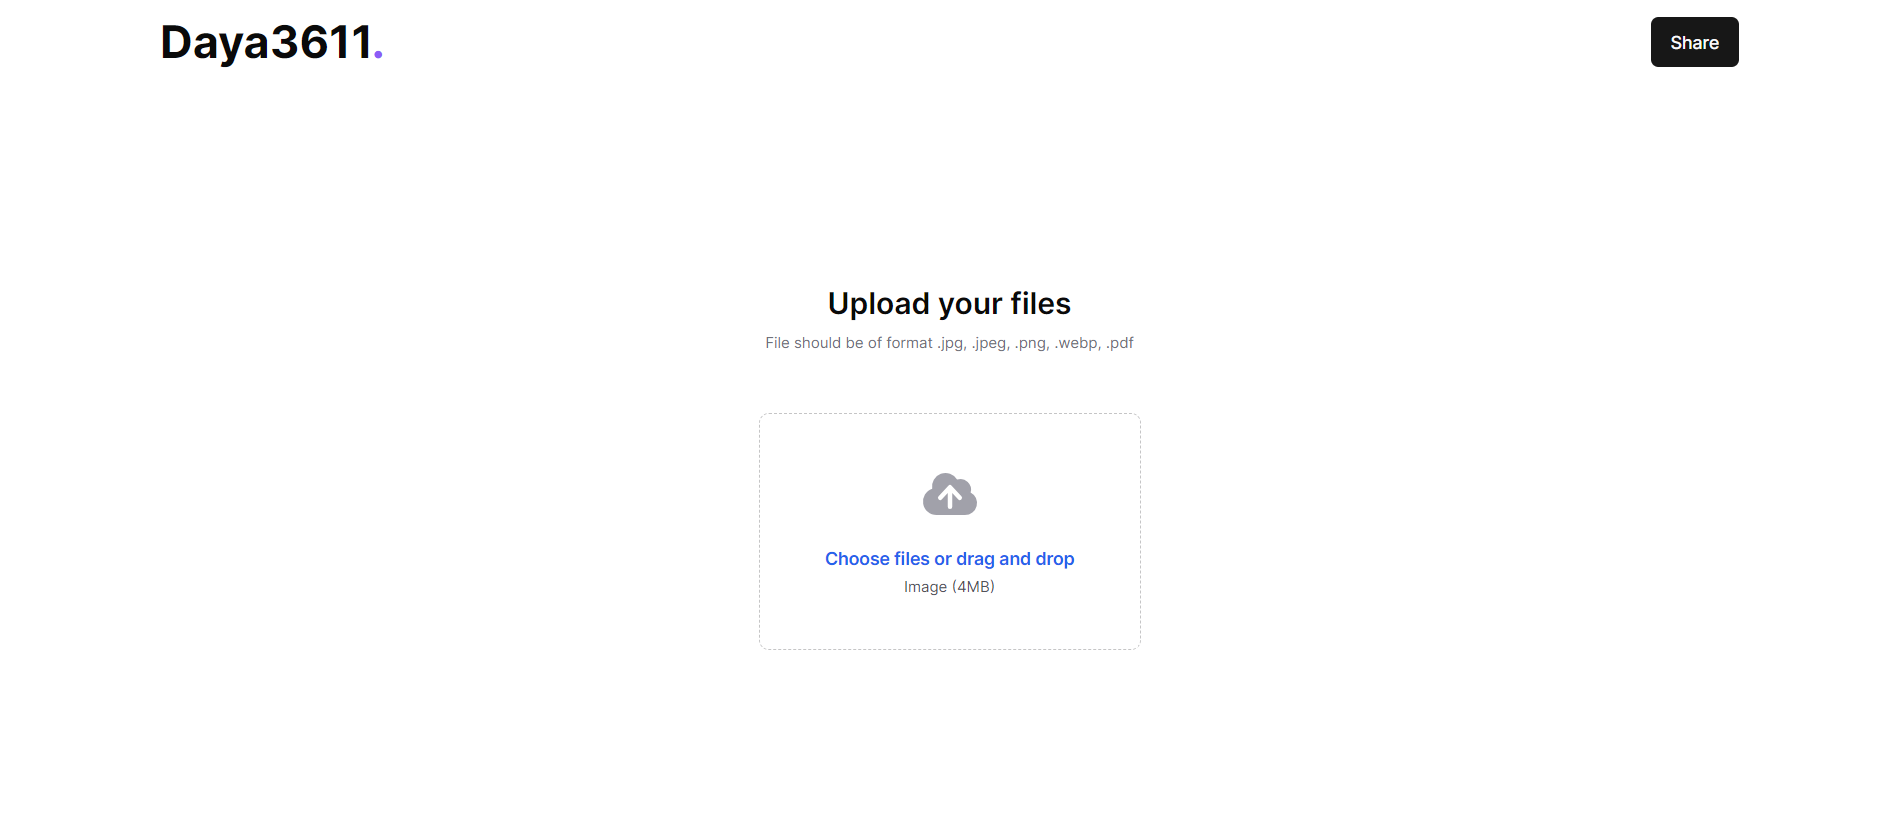 Daya3611.
Share
Upload your files
File should be of format .jpg, .jpeg, .png, .webp, .pdf
Choose files or drag and drop
Image (4MB)